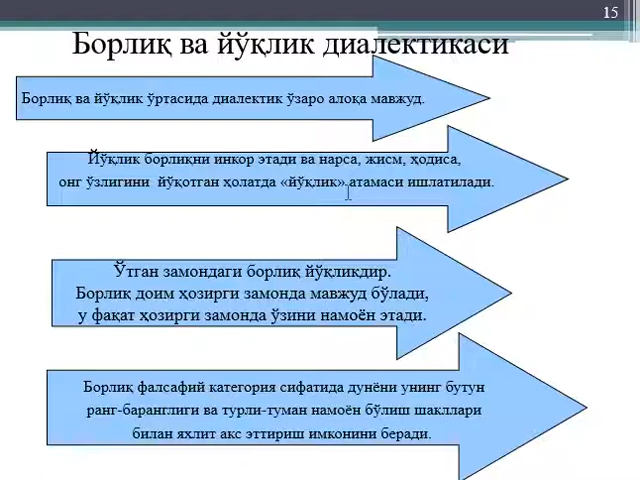 15
Борлиқ ва йўқлик диалектикаси
Борлиқ ва йўқлик ўртасида диалектик ўзаро алоқа мавжуд.
Йўқлик борлиқни инкор этади ва нарса, жисм, ҳодиса,
онг ўзлигини йўқотган ҳолатда «йўқлик» атамаси ишлатилади.
Ўтган замондаги борлиқ йўқликдир.
Борлиқ доим ҳозирги замонда мавжуд бўлади,
у фақат ҳозирги замонда ўзини намоён этади.
Борлиқ фалсафий категория сифатида дунёни унинг бутун
ранг-баранглиги ва турли-туман намоён бўлиш шакллари
билан яхлит акс эттириш имконини беради.